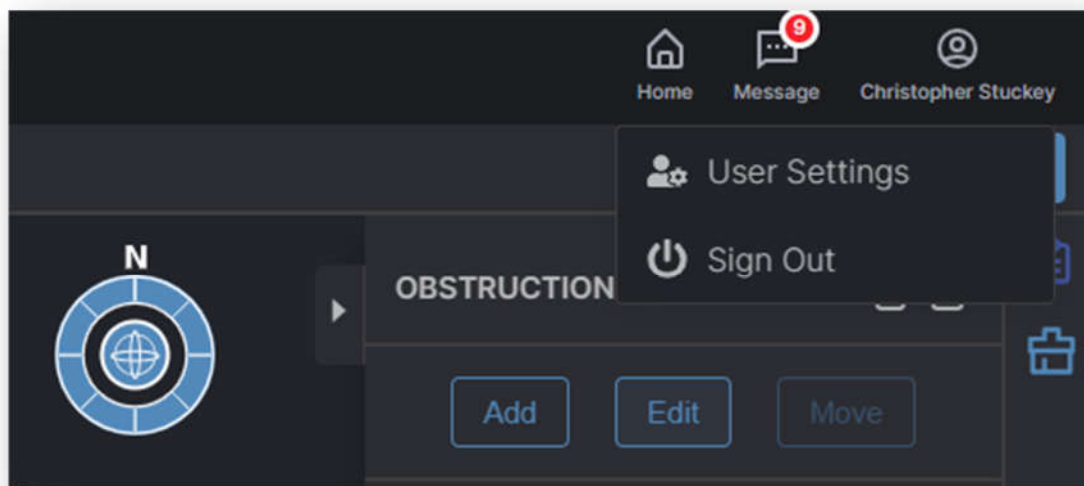 9
Home Message Christopher Stuckey
User Settings
Sign Out
N
OBSTRUCTION
Add Edit Move